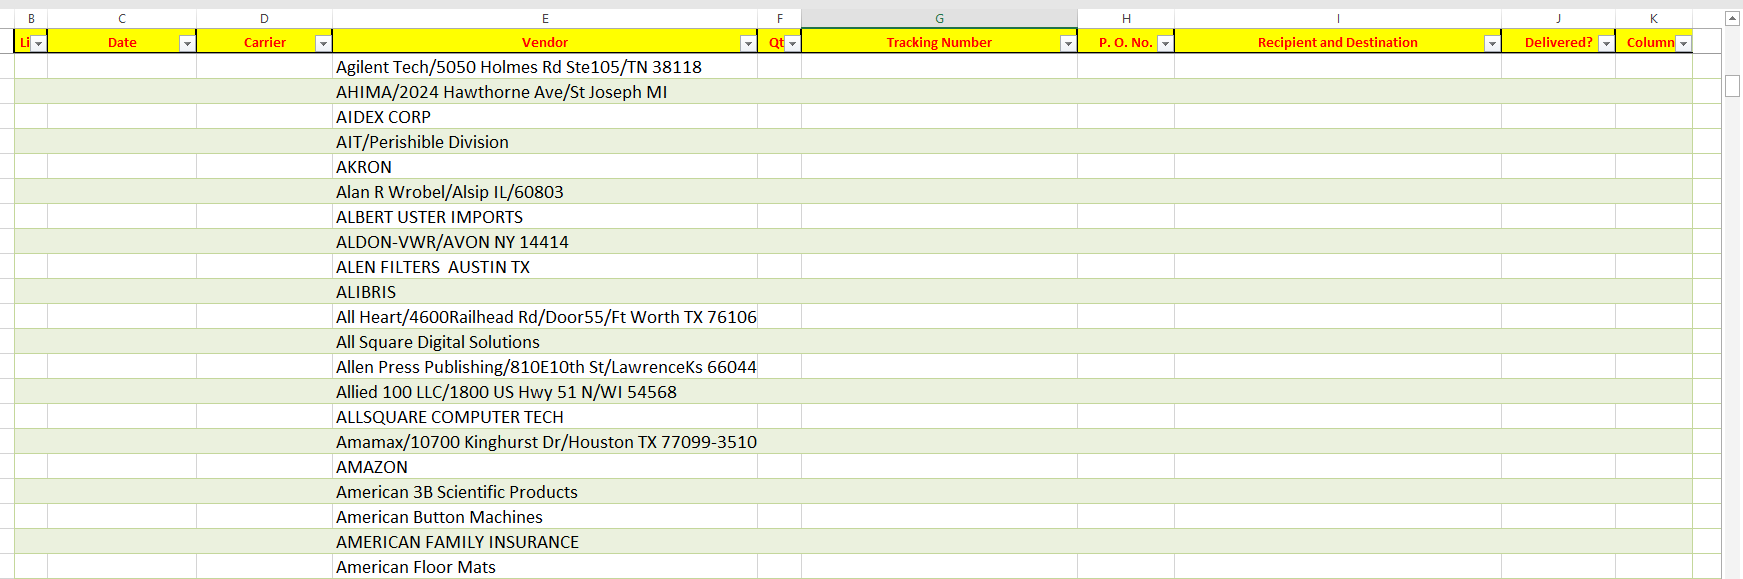 B C D E F G H I J K
Li Date Carrier Vendor Qt Tracking Number P. O. No. Recipient and Destination Delivered? Column
Agilent Tech/5050 Holmes Rd Ste105/TN 38118
AHIMA/2024 Hawthorne Ave/St Joseph MI
AIDEX CORP
AIT/Perishible Division
AKRON
Alan R Wrobel/Alsip IL/60803
ALBERT USTER IMPORTS
ALDON-VWR/AVON NY 14414
ALEN FILTERS  AUSTIN TX
ALIBRIS
All Heart/4600Railhead Rd/Door55/Ft Worth TX 76106
All Square Digital Solutions
Allen Press Publishing/810E10th St/LawrenceKs 66044
Allied 100 LLC/1800 US Hwy 51 N/WI 54568
ALLSQUARE COMPUTER TECH
Amamax/10700 Kinghurst Dr/Houston TX 77099-3510
AMAZON
American 3B Scientific Products
American Button Machines
AMERICAN FAMILY INSURANCE
American Floor Mats